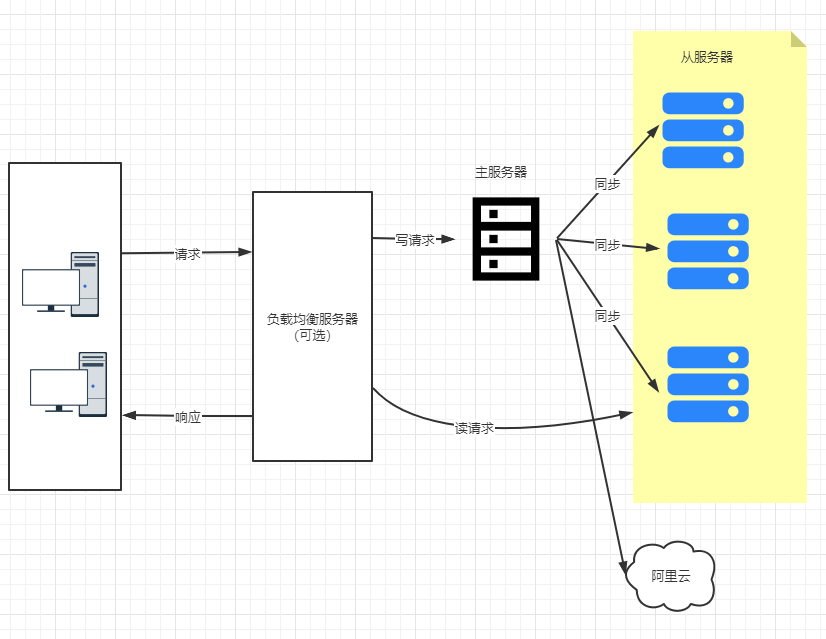 从服务器
主服务器
同步
请求
写请求
同步
负载均衡服务器
（可选）
同步
响应
读请求
阿里云